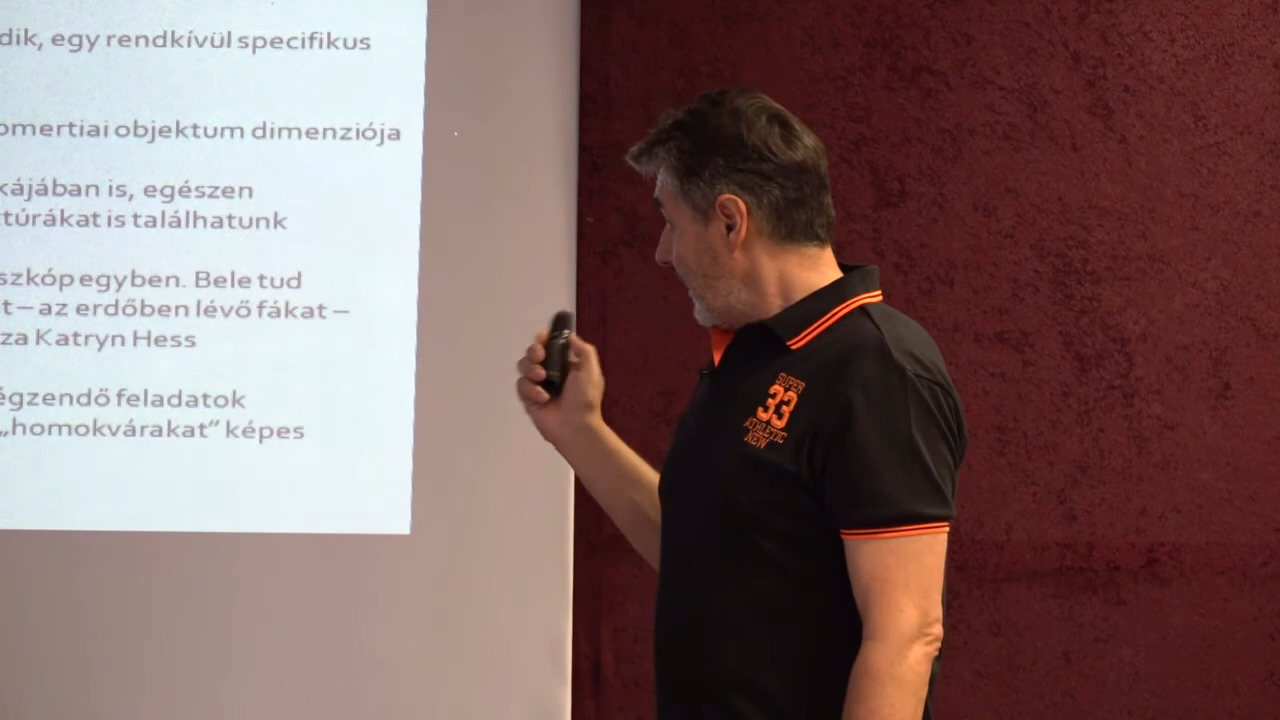 dik, egy rendkívül specifikus
omertiai objektum dimenziója
kájában is, egészen
túrákat is találhatunk
szkóp egyben. Bele tud
t – az erdőben lévő fákat –
za Katryn Hess
égzendő feladatok
„homokvárakat” képes
SUPER
33
ATHLETIC
NEW